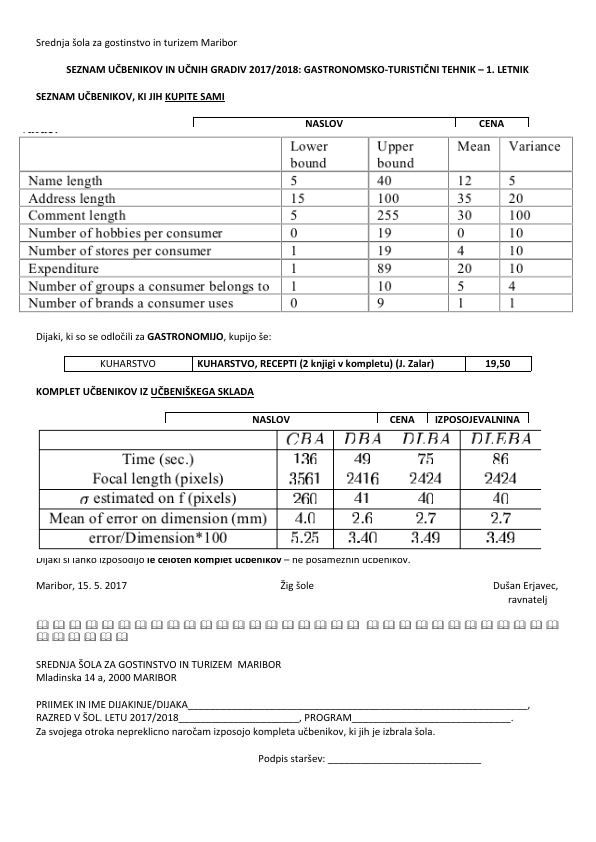 Srednja šola za gostinstvo in turizem Maribor
SEZNAM UČBENIKOV IN UČNIH GRADIV 2017/2018: GASTRONOMSKO-TURISTIČNI TEHNIK – 1. LETNIK
SEZNAM UČBENIKOV, KI JIH KUPITE SAMI
NASLOV CENA
Lower bound Upper bound Mean Variance
Name length 5 40 12 5
Address length 15 100 35 20
Comment length 5 255 30 100
Number of hobbies per consumer 0 19 0 10
Number of stores per consumer 1 19 4 10
Expenditure 1 89 20 10
Number of groups a consumer belongs to 1 10 5 4
Number of brands a consumer uses 0 9 1 1
Dijaki, ki so se odločili za GASTRONOMIJO, kupijo še:
KUHARSTVO KUHARSTVO, RECEPTI (2 knjigi v kompletu) (J. Zalar) 19,50
KOMPLET UČBENIKOV IZ UČBENIŠKEGA SKLADA
NASLOV CENA IZPOSOJEVALNINA
CBA DBA DLBA DLEBA
Time (sec.) 136 49 75 86
Focal length (pixels) 3561 2416 2424 2424
σ estimated on f (pixels) 260 41 40 40
Mean of error on dimension (mm) 4.0 2.6 2.7 2.7
error/Dimension*100 5.25 3.40 3.49 3.49
Dijaki si lahko izposodijo le celoten komplet učbenikov – ne posameznih učbenikov.
Maribor, 15. 5. 2017 Žig šole Dušan Erjavec,
ravnatelj
SREDNJA ŠOLA ZA GOSTINSTVO IN TURIZEM MARIBOR
Mladinska 14 a, 2000 MARIBOR
PRIIMEK IN IME DIJAKINJE/DIJAKA_____,
RAZRED V ŠOL. LETU 2017/2018_____, PROGRAM_____.
Za svojega otroka nepreklicno naročam izposojo kompleta učbenikov, ki jih je izbrala šola.
Podpis staršev: _____